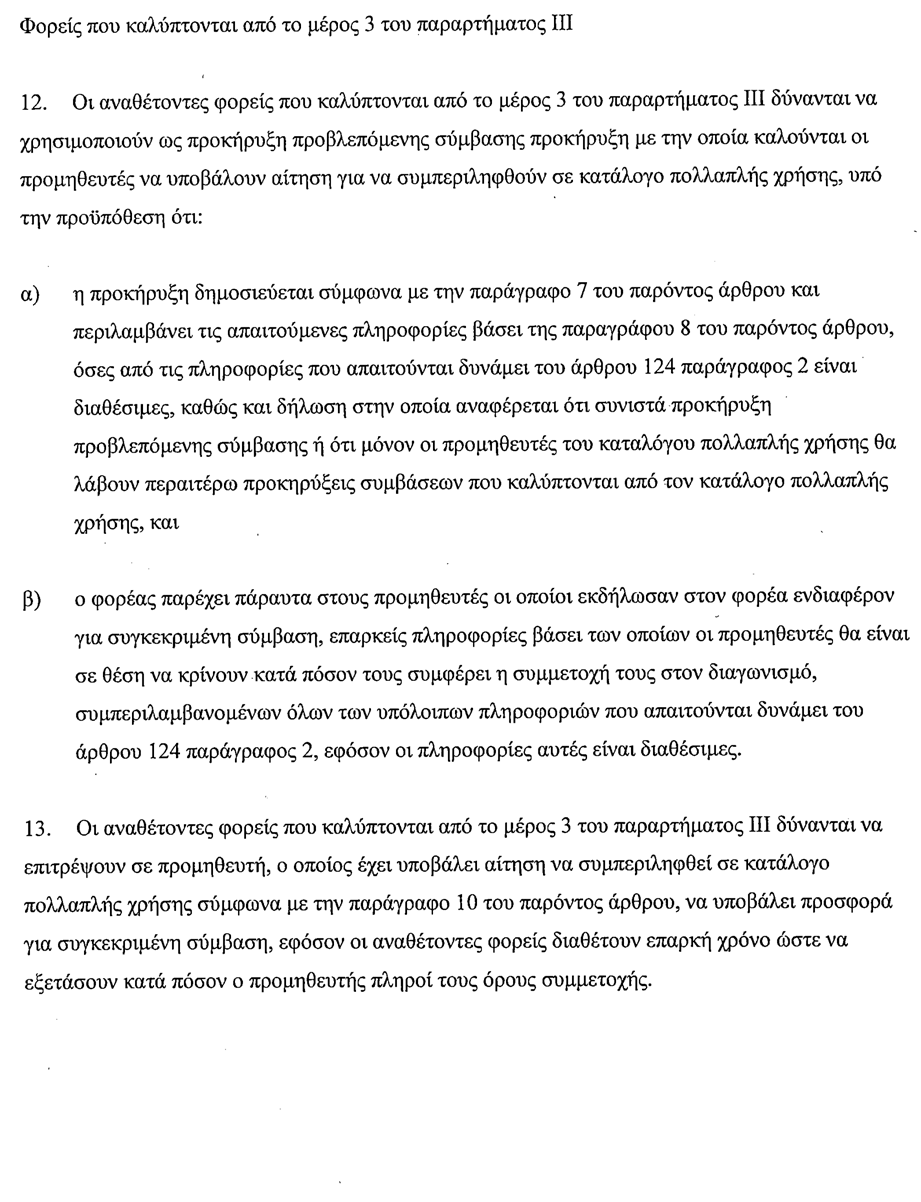 Φορείς που καλύπτονται από το μέρος 3 του παραρτήματος III
12. Οι αναθέτοντες φορείς που καλύπτονται από το μέρος 3 του παραρτήματος III δύνανται να
χρησιμοποιούν ως προκήρυξη προβλεπόμενης σύμβασης προκήρυξη με την οποία καλούνται οι
προμηθευτές να υποβάλουν αίτηση για να συμπεριληφθούν σε κατάλογο πολλαπλής χρήσης, υπό
την προϋπόθεση ότι:
α) η προκήρυξη δημοσιεύεται σύμφωνα με την παράγραφο 7 του παρόντος άρθρου και
περιλαμβάνει τις απαιτούμενες πληροφορίες βάσει της παραγράφου 8 του παρόντος άρθρου,
όσες από τις πληροφορίες που απαιτούνται δυνάμει του άρθρου 124 παράγραφος 2 είναι
διαθέσιμες, καθώς και δήλωση στην οποία αναφέρεται ότι συνιστά προκήρυξη
προβλεπόμενης σύμβασης ή ότι μόνον οι προμηθευτές του καταλόγου πολλαπλής χρήσης θα
λάβουν περαιτέρω προκηρύξεις συμβάσεων που καλύπτονται από τον κατάλογο πολλαπλής
χρήσης, και
β) ο φορέας παρέχει πάραυτα στους προμηθευτές οι οποίοι εκδήλωσαν στον φορέα ενδιαφέρον
για συγκεκριμένη σύμβαση, επαρκείς πληροφορίες βάσει των οποίων οι προμηθευτές θα είναι
σε θέση να κρίνουν κατά πόσον τους συμφέρει η συμμετοχή τους στον διαγωνισμό,
συμπεριλαμβανομένων όλων των υπόλοιπων πληροφοριών που απαιτούνται δυνάμει του
άρθρου 124 παράγραφος 2, εφόσον οι πληροφορίες αυτές είναι διαθέσιμες.
13. Οι αναθέτοντες φορείς που καλύπτονται από το μέρος 3 του παραρτήματος III δύνανται να
επιτρέψουν σε προμηθευτή, ο οποίος έχει υποβάλει αίτηση να συμπεριληφθεί σε κατάλογο
πολλαπλής χρήσης σύμφωνα με την παράγραφο 10 του παρόντος άρθρου, να υποβάλει προσφορά
για συγκεκριμένη σύμβαση, εφόσον οι αναθέτοντες φορείς διαθέτουν επαρκή χρόνο ώστε να
εξετάσουν κατά πόσον ο προμηθευτής πληροί τους όρους συμμετοχής.